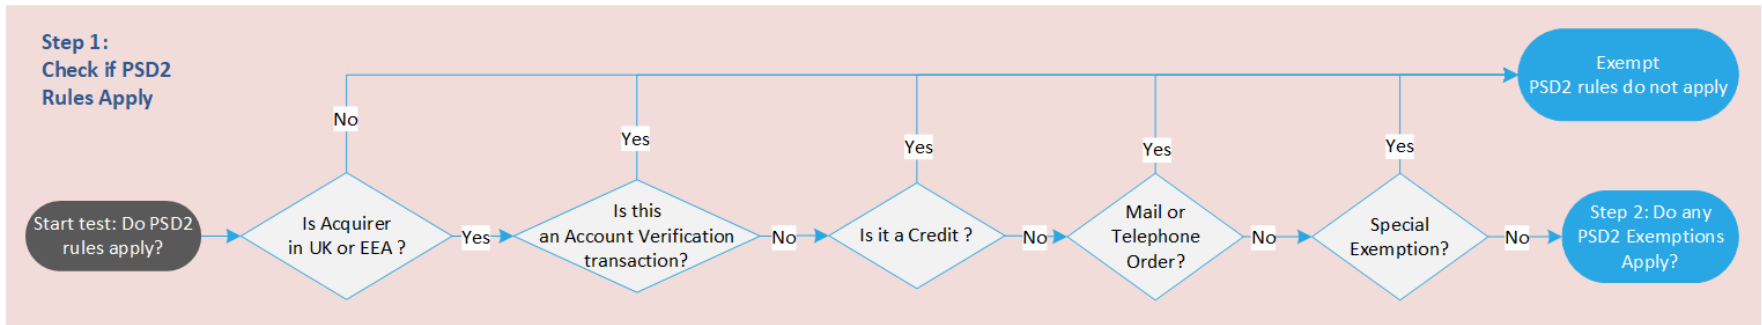 Step 1:
Check if PSD2
Rules Apply
Exempt
PSD2 rules do not apply
No
Yes
Yes
Yes
Yes
Start test: Do PSD2
rules apply?
Is Acquirer
in UK or EEA ?
Yes
Is this
an Account Verification
transaction?
No
Is it a Credit ?
No
Mail or
Telephone
Order?
No
Special
Exemption?
No
Step 2: Do any
PSD2 Exemptions
Apply?